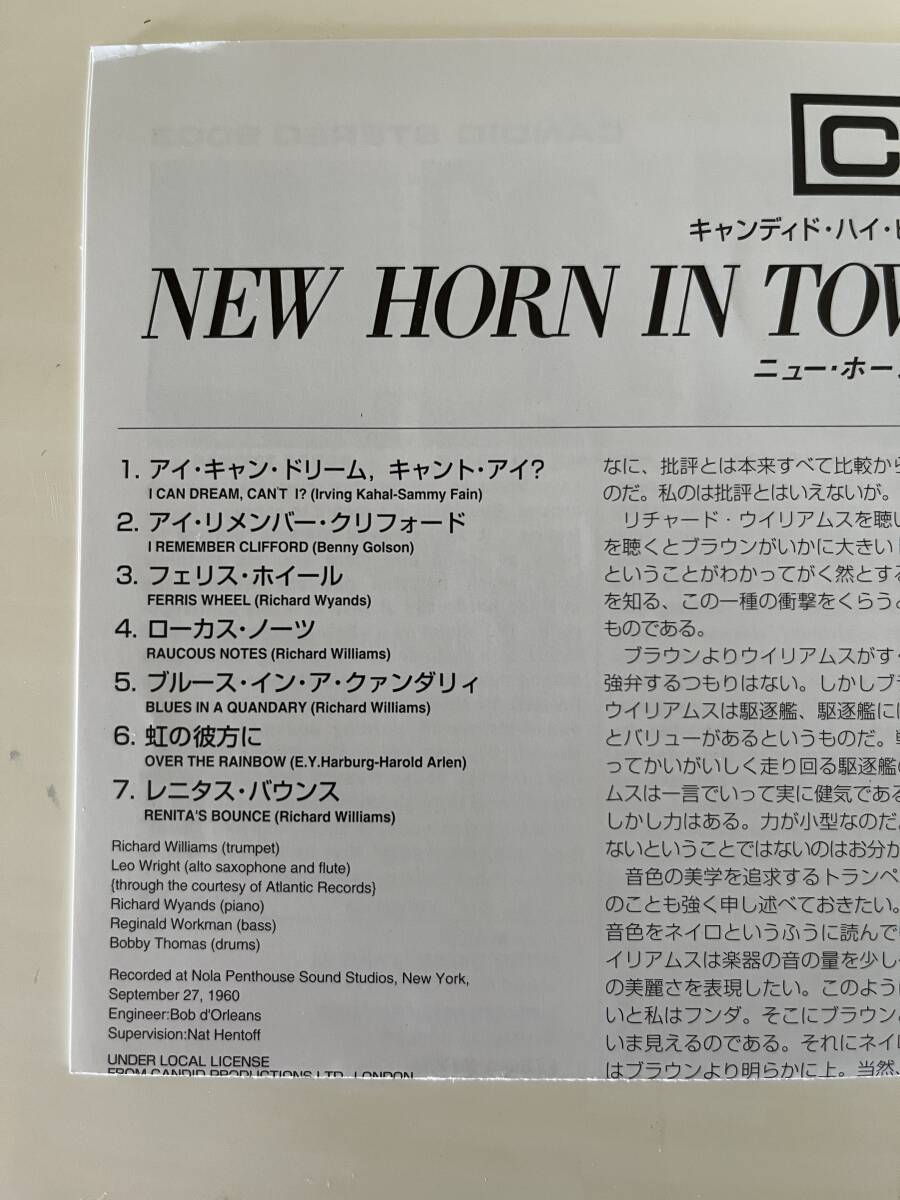 C
キャンディド・ハイ・
NEW HORN IN TOW
ニュー・ホー
1. アイ・キャン・ドリーム, キャント・アイ?
I CAN DREAM, CAN'T I? (Irving Kahal-Sammy Fain)
2. アイ・リメンバー・クリフォード
I REMEMBER CLIFFORD (Benny Golson)
3. フェリス・ホイール
FERRIS WHEEL (Richard Wyands)
4. ローカス・ノーツ
RAUCOUS NOTES (Richard Williams)
5. ブルース・イン・ア・クァンダリィ
BLUES IN A QUANDARY (Richard Williams)
6. 虹の彼方に
OVER THE RAINBOW (E.Y.Harburg-Harold Arlen)
7. レニタス・バウンス
RENITA'S BOUNCE (Richard Williams)
Richard Williams (trumpet)
Leo Wright (alto saxophone and flute)
{through the courtesy of Atlantic Records}
Richard Wyands (piano)
Reginald Workman (bass)
Bobby Thomas (drums)
Recorded at Nola Penthouse Sound Studios, New York,
September 27, 1960
Engineer:Bob d'Orleans
Supervision:Nat Hentoff
UNDER LOCAL LICENSE
FROM CANDID PRODUCTIONS LTD., LONDON
なに、批評とは本来すべて比較から
のだ。私のは批評とはいえないが。
リチャード・ウイリアムスを聴い
を聴くとブラウンがいかに大きい
ということがわかってがく然とする
を知る、この一種の衝撃をくらうと
ものである。
ブラウンよりウイリアムスがすぐ
強弁するつもりはない。しかしブラ
ウイリアムスは駆逐艦、駆逐艦には
とバリューがあるというものだ。
ってかいがいしく走り回る駆逐艦の
ムスは一言でいって実に健気である
しかし力はある。力が小型なのだ。
ないということではないのはお分か
音色の美学を追求するトランペ
のことも強く申し述べておきたい。
音色をネイロというふうに読んで
イリアムスは楽器の音の量を少し
の美麗さを表現したい。このように
いと私はフンダ。そこにブラウンと
いま見えるのである。それにネイロ
はブラウンより明らかに上。当然、
CANDID STEREO 9003